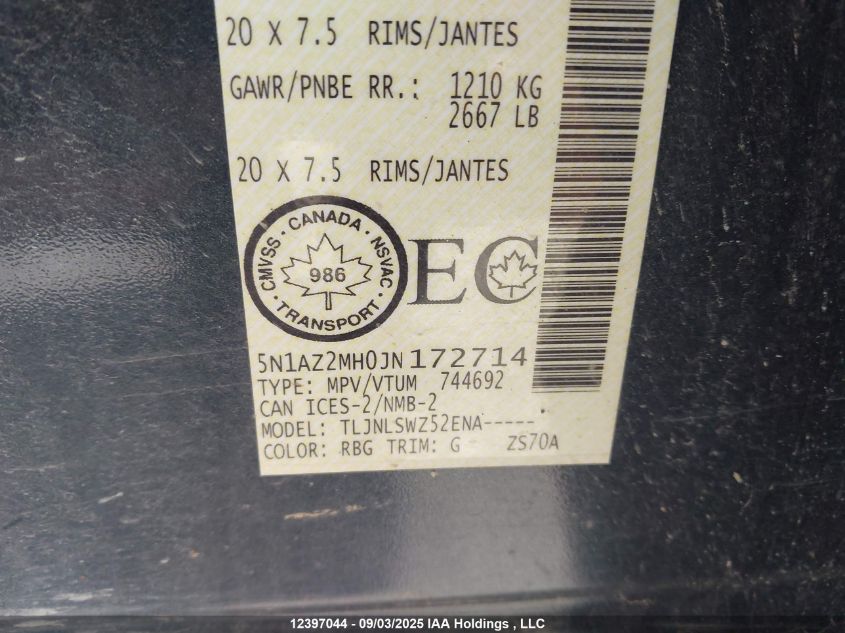 20 X 7.5 RIMS/JANTES
GAWR/PNBE RR.: 1210 KG
2667 LB
20 X 7.5 RIMS/JANTES
CMVSS · CANADA · NSVAC · TRANSPORT ·
986
EC
5N1AZ2MH0JN172714
TYPE: MPV/VTUM 744692
CAN ICES-2/NMB-2
MODEL: TLJNLSWZ52ENA-----
COLOR: RBG TRIM: G ZS70A
12397044 - 09/03/2025 IAA Holdings , LLC